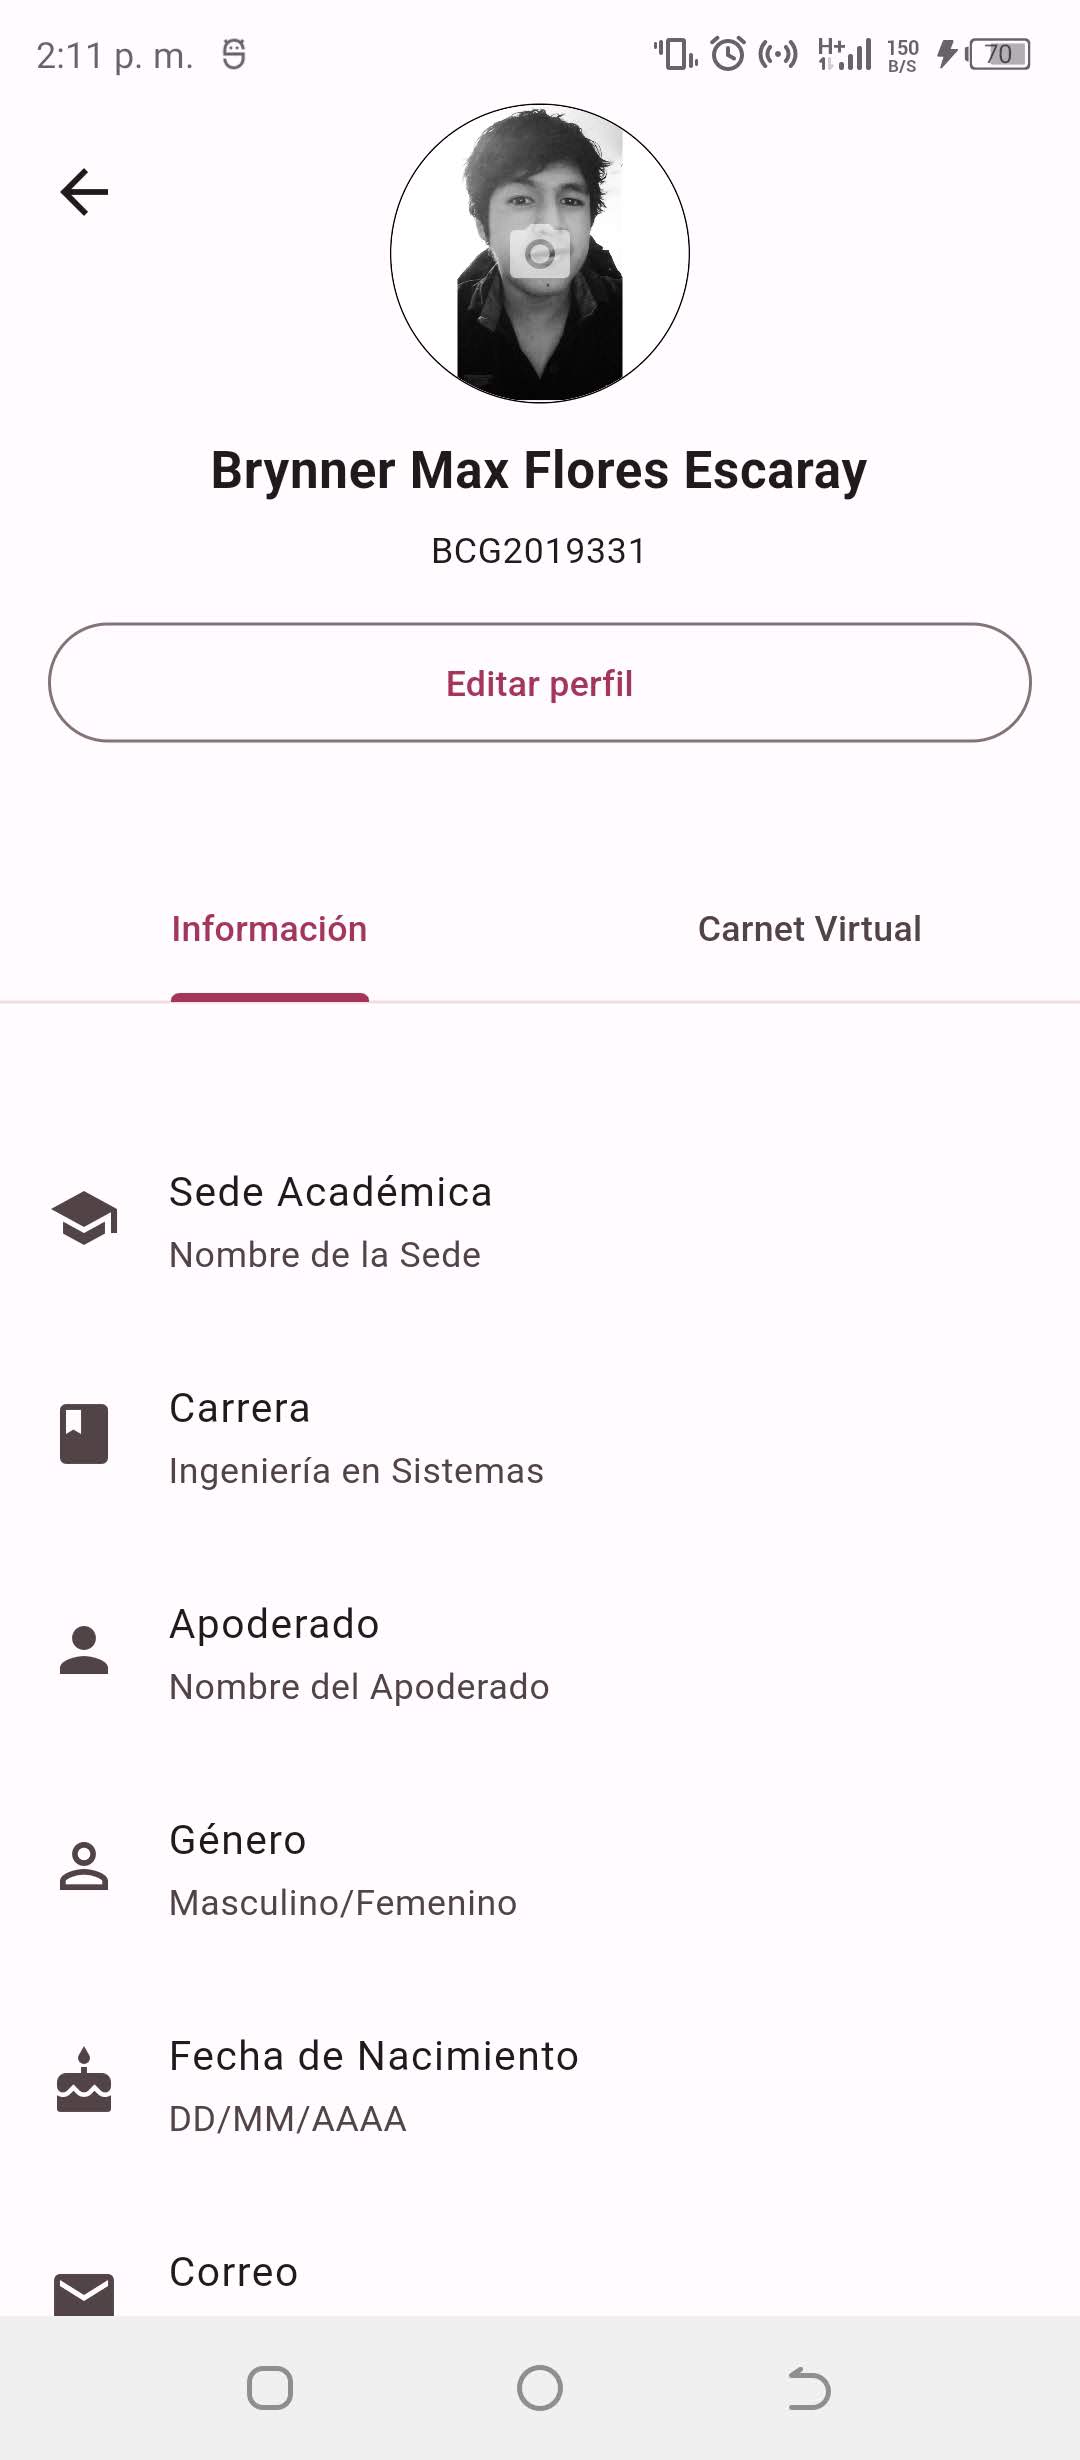 2:11 p. m.
H+ 150 B/S 70
Brynner Max Flores Escaray
BCG2019331
Editar perfil
Información Carnet Virtual
Sede Académica
Nombre de la Sede
Carrera
Ingeniería en Sistemas
Apoderado
Nombre del Apoderado
Género
Masculino/Femenino
Fecha de Nacimiento
DD/MM/AAAA
Correo